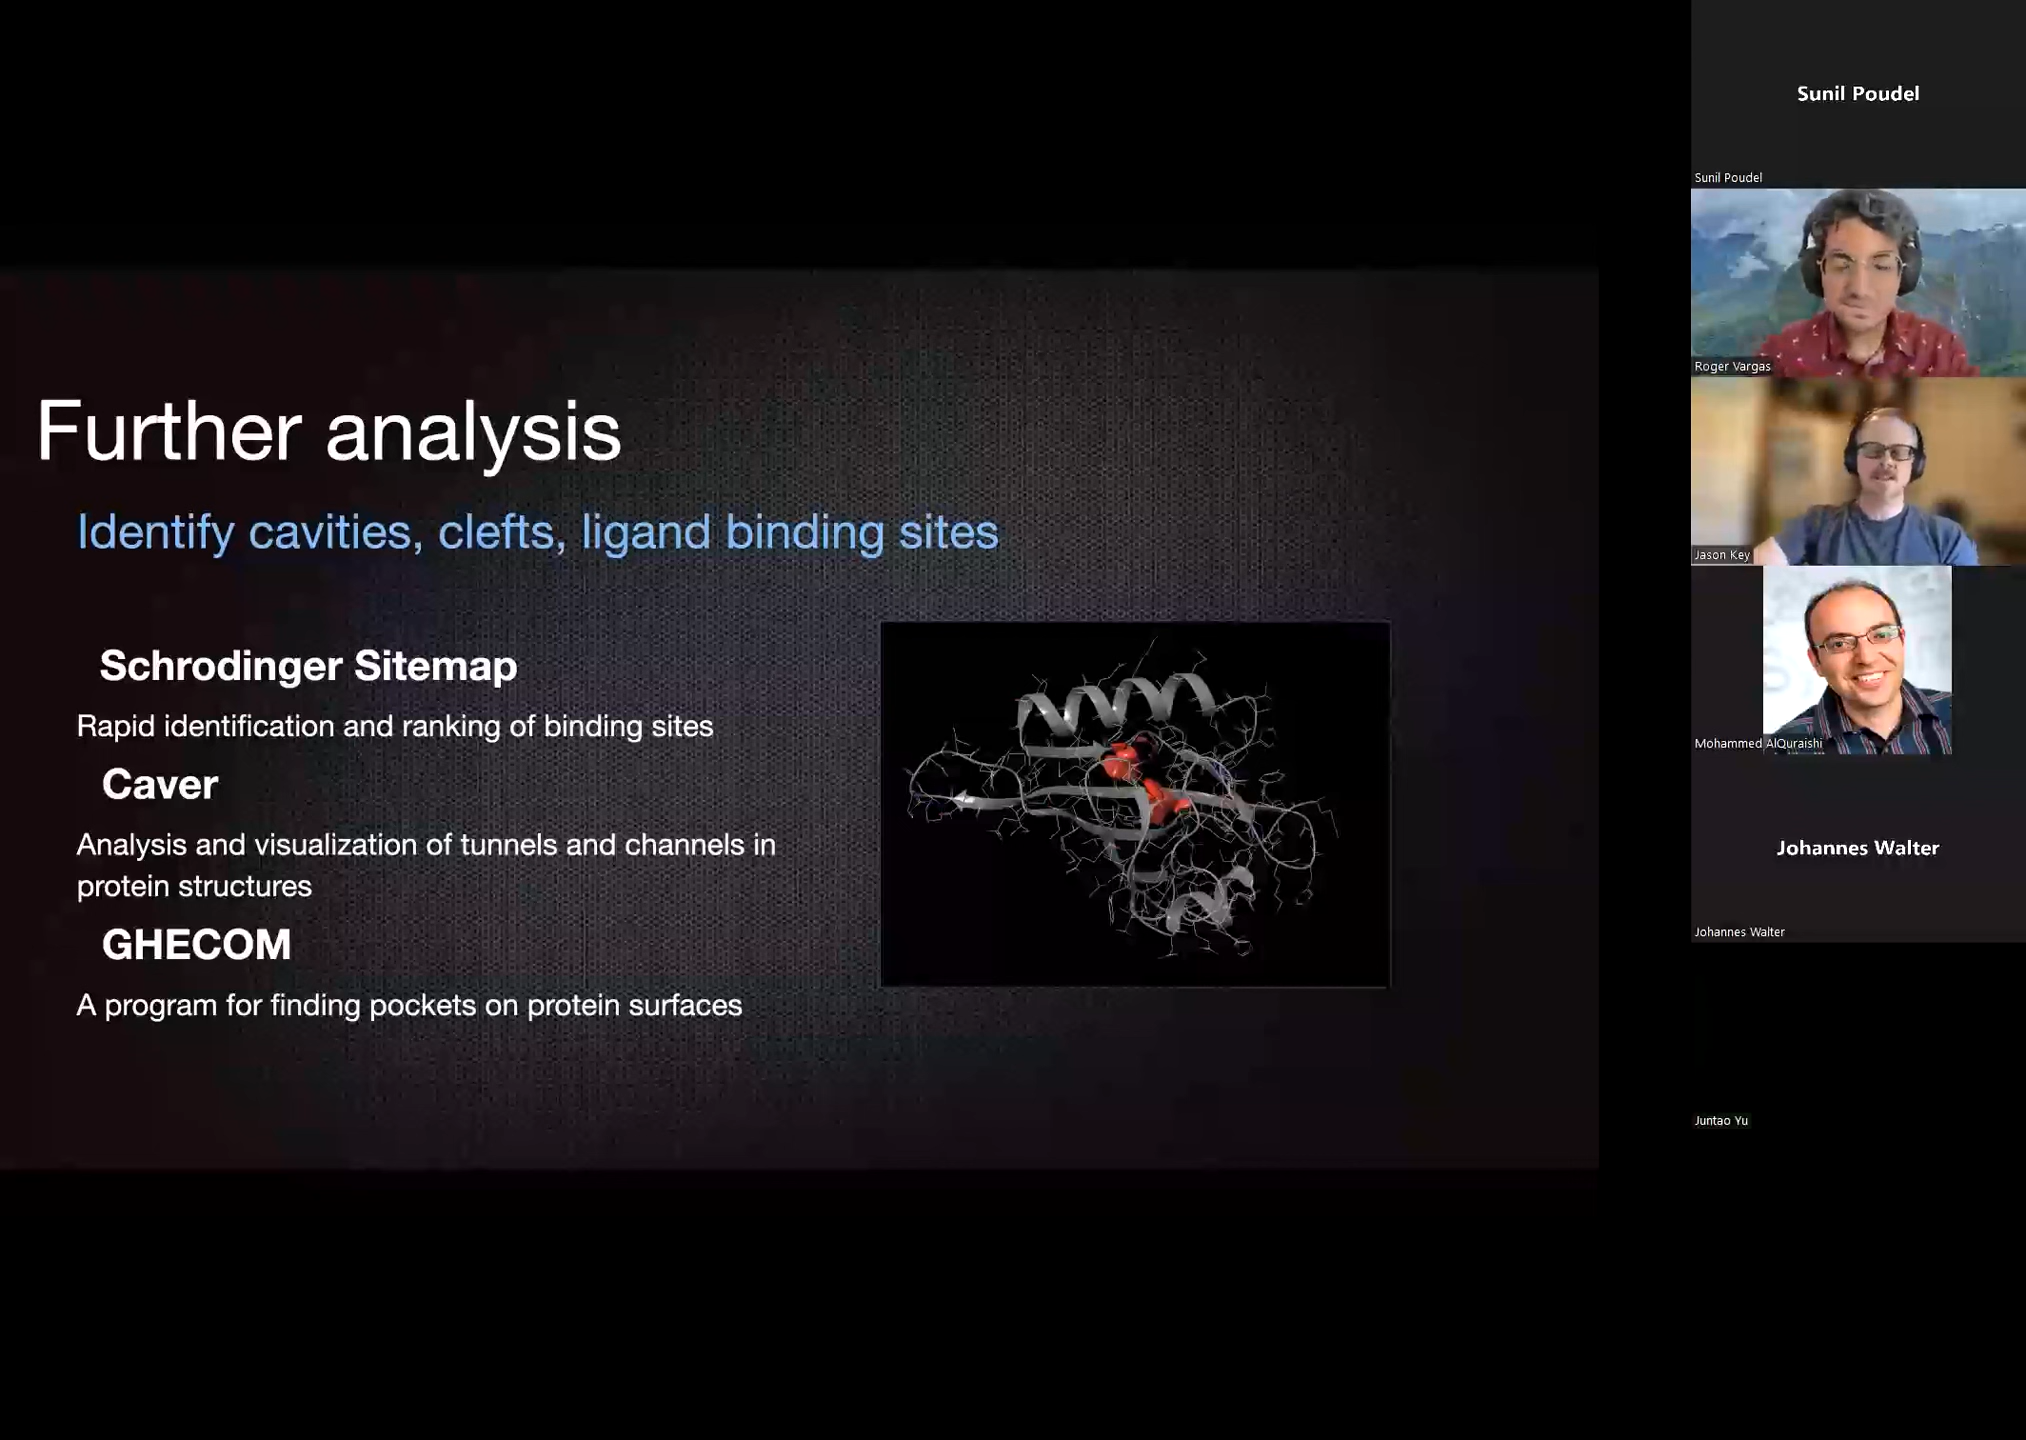 Further analysis
Identify cavities, clefts, ligand binding sites
Schrodinger Sitemap
Rapid identification and ranking of binding sites
Caver
Analysis and visualization of tunnels and channels in
protein structures
GHECOM
A program for finding pockets on protein surfaces
Sunil Poudel
Sunil Poudel
Roger Vargas
Jason Key
Mohammed AlQuraishi
Johannes Walter
Johannes Walter
Juntao Yu